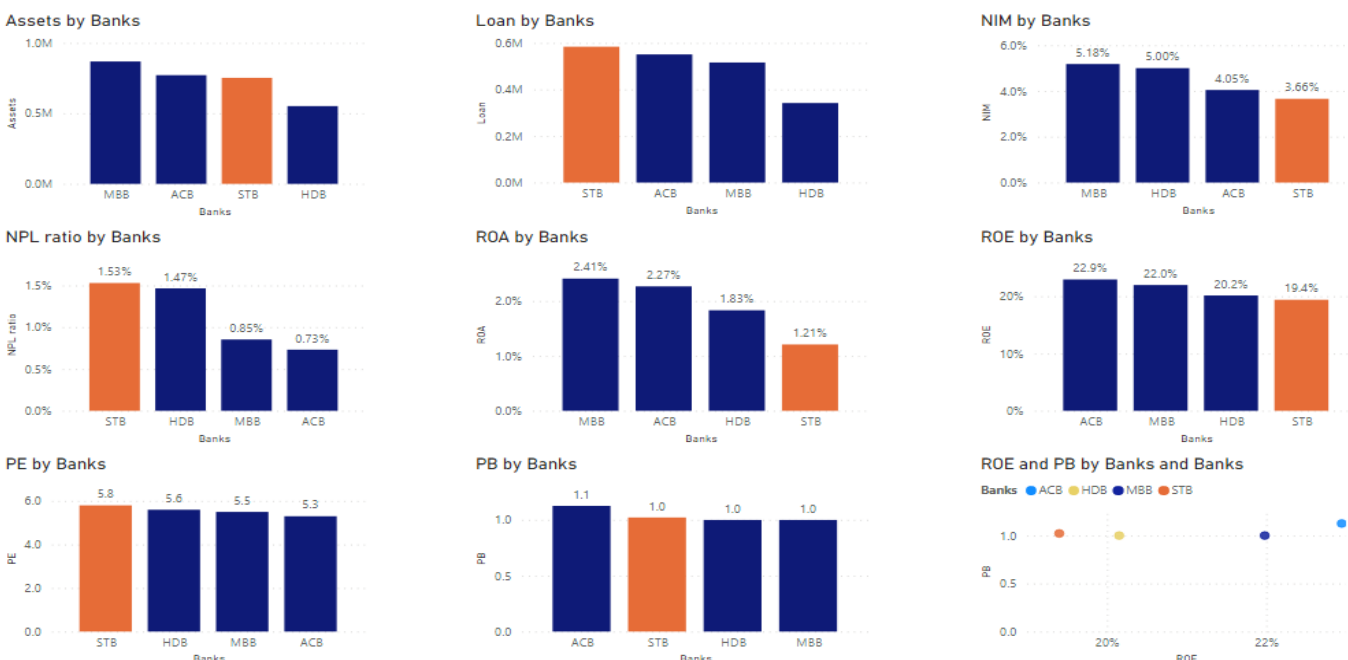 Assets by Banks
1.0M
0.5M
0.0M
Assets
MBB ACB STB HDB
Banks
Loan by Banks
0.6M
0.4M
0.2M
0.0M
Loan
STB ACB MBB HDB
Banks
NIM by Banks
6.0%
4.0%
2.0%
0.0%
NIM
5.18% 5.00% 4.05% 3.66%
MBB HDB ACB STB
Banks
NPL ratio by Banks
1.5%
1.0%
0.5%
0.0%
NPL ratio
1.53% 1.47% 0.85% 0.73%
STB HDB MBB ACB
Banks
ROA by Banks
2.0%
1.0%
0.0%
ROA
2.41% 2.27% 1.83% 1.21%
MBB ACB HDB STB
Banks
ROE by Banks
20%
10%
0%
ROE
22.9% 22.0% 20.2% 19.4%
ACB MBB HDB STB
Banks
PE by Banks
6.0
4.0
2.0
0.0
PE
5.8 5.6 5.5 5.3
STB HDB MBB ACB
Banks
PB by Banks
1.0
0.5
0.0
PB
1.1 1.0 1.0 1.0
ACB STB HDB MBB
Banks
ROE and PB by Banks and Banks
Banks ACB HDB MBB STB
1.0
0.5
0.0
PB
20% 22%
ROE